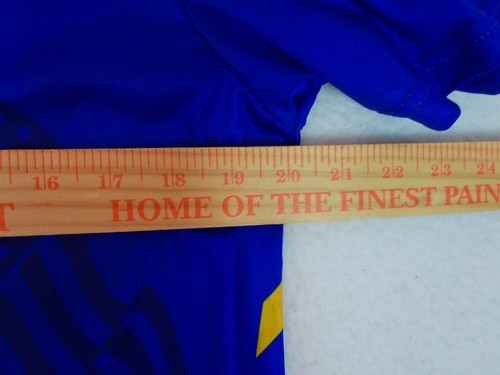 16 17 18 19 20 21 22 23 24
T HOME OF THE FINEST PAIN